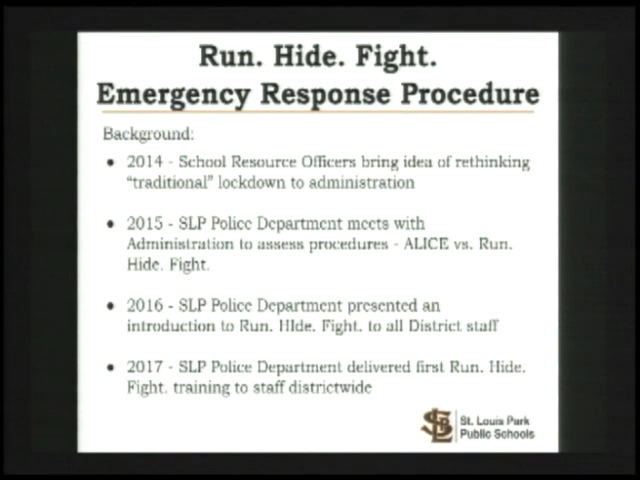 Run. Hide. Fight.
Emergency Response Procedure
Background:
• 2014 - School Resource Officers bring idea of rethinking
"traditional" lockdown to administration
• 2015 - SLP Police Department meets with
Administration to assess procedures - ALICE vs. Run.
Hide. Fight.
• 2016 - SLP Police Department presented an
introduction to Run. HIde. Fight. to all District staff
• 2017 - SLP Police Department delivered first Run. Hide.
Fight. training to staff districtwide
SLP
St. Louis Park
Public Schools